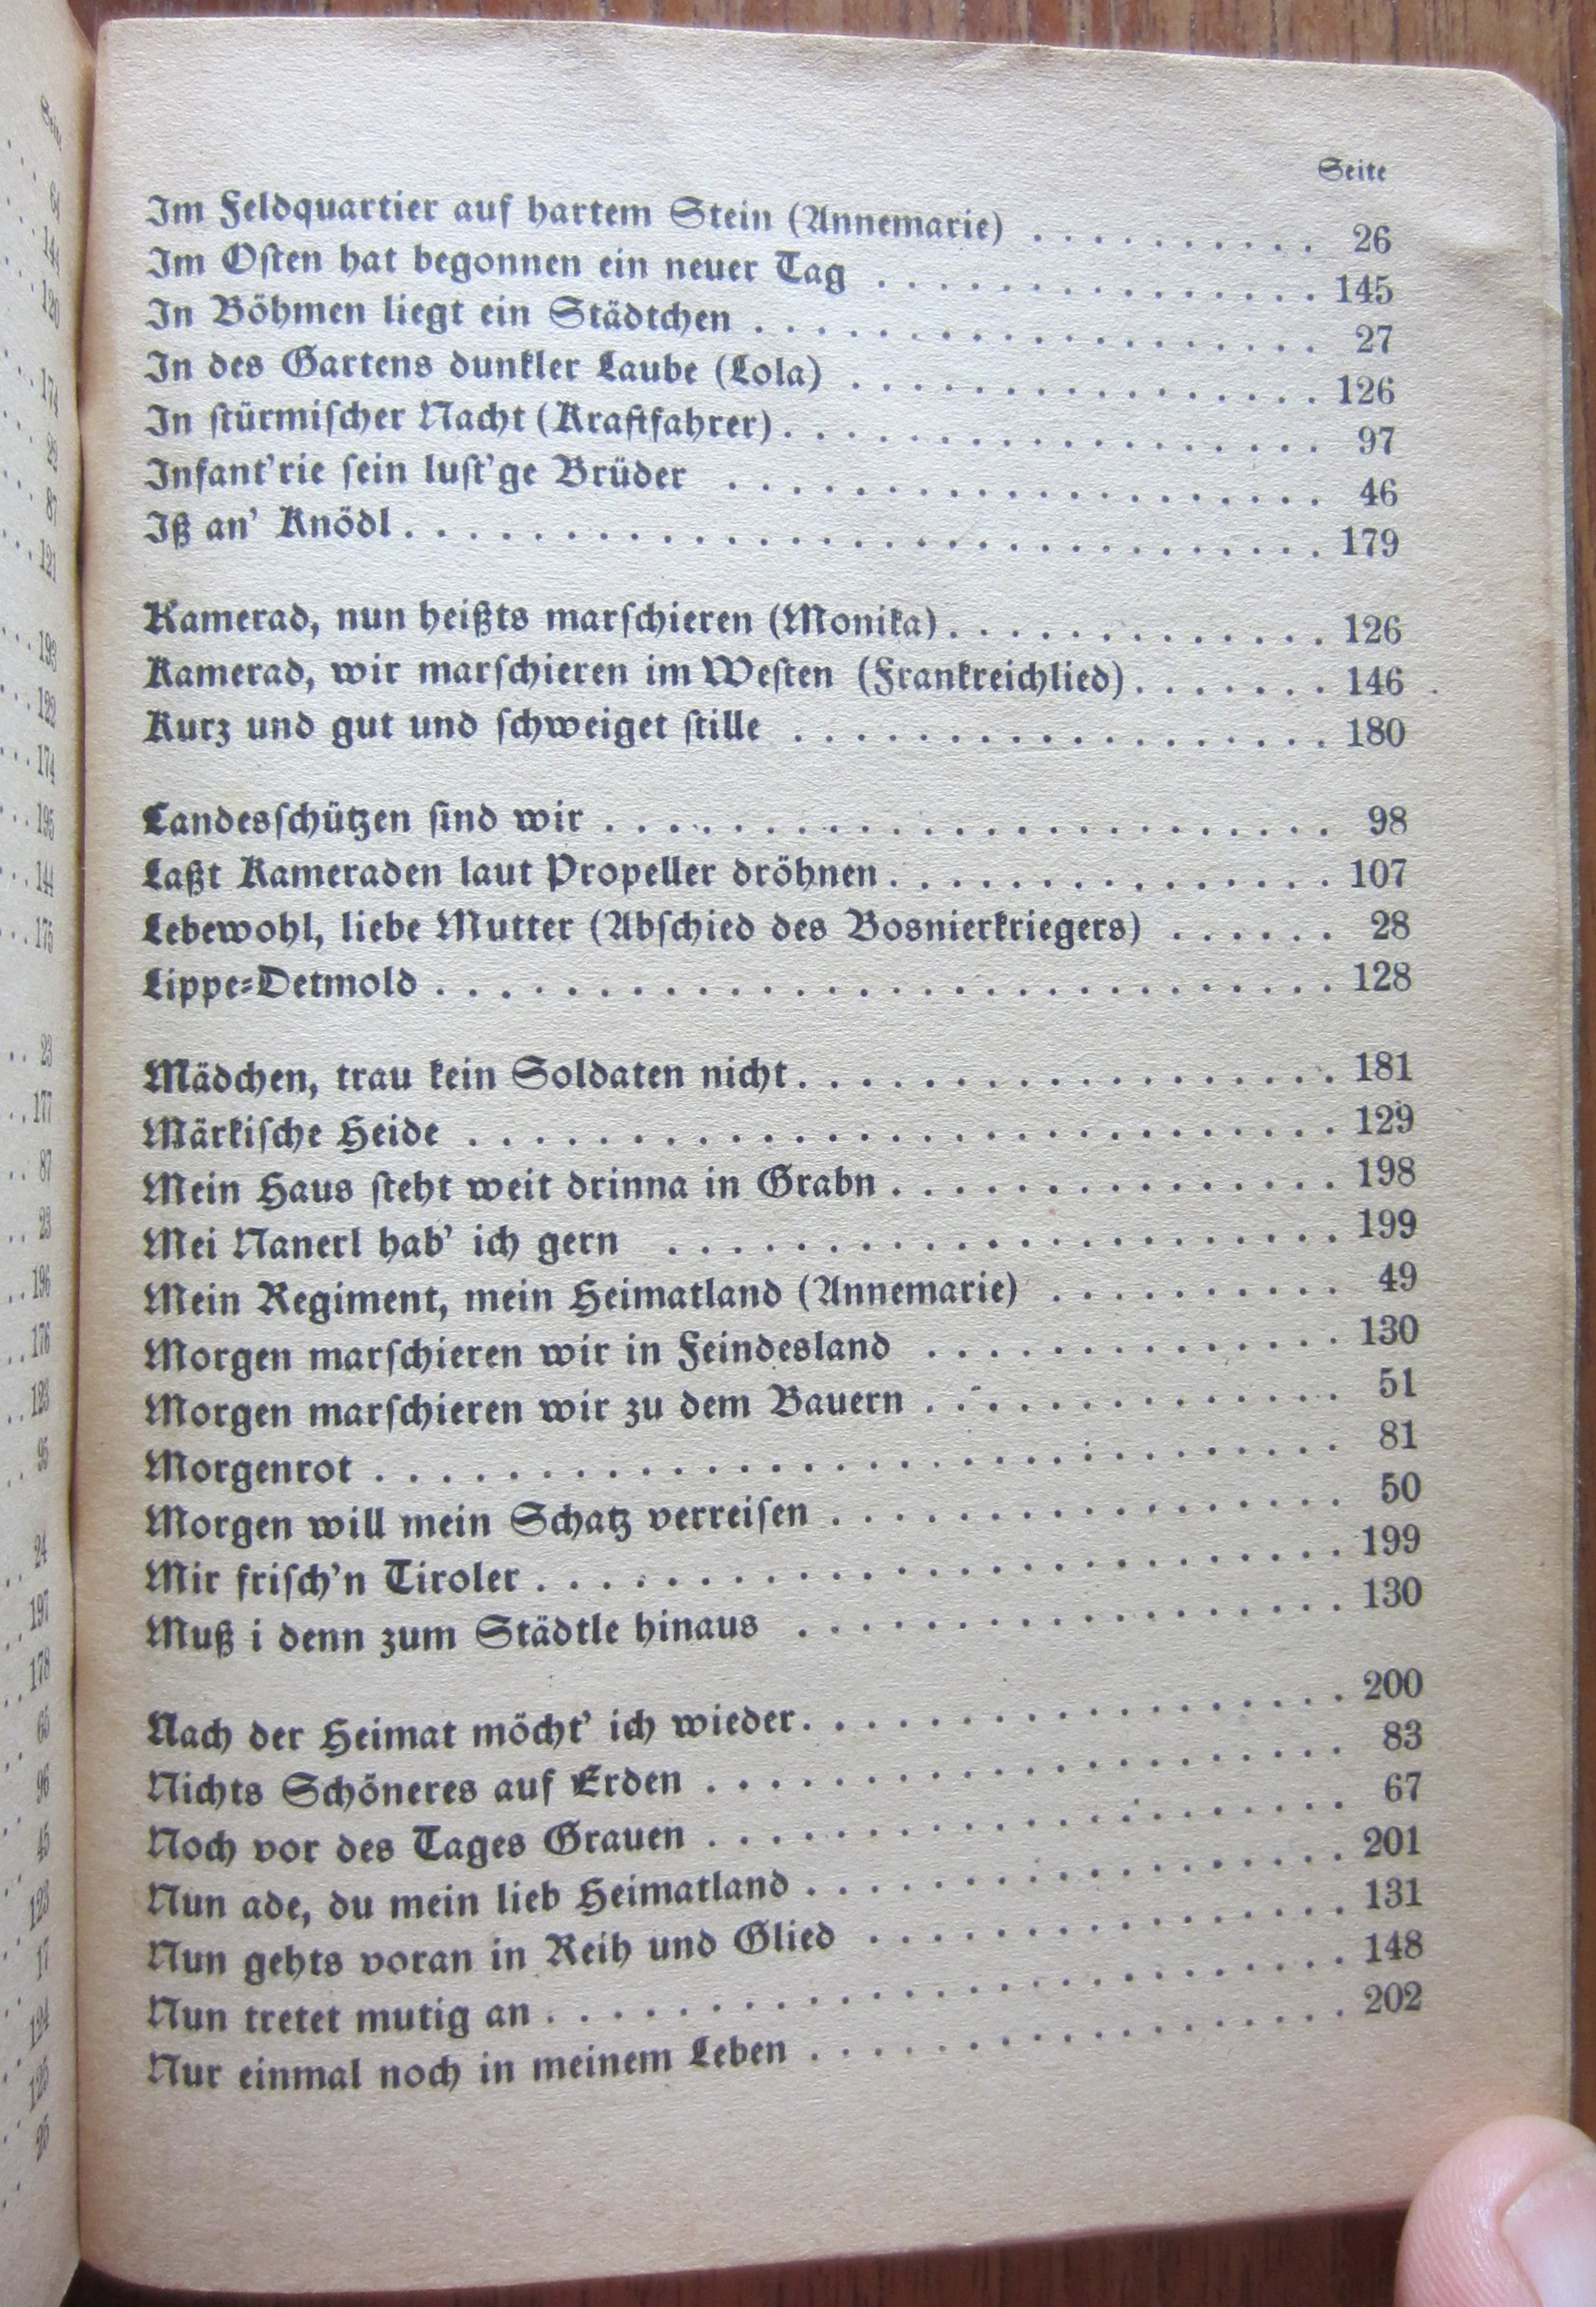 Seite
Im Feldquartier auf hartem Stein (Annemarie) . . . . . . . . . . . 26
Im Osten hat begonnen ein neuer Tag . . . . . . . . . . . . . . 145
In Böhmen liegt ein Städtchen . . . . . . . . . . . . . . . . . . 27
In des Gartens dunkler Laube (Lola) . . . . . . . . . . . . . . . 126
In stürmischer Nacht (Kraftfahrer) . . . . . . . . . . . . . . . . . 97
Infant'rie sein lust'ge Brüder . . . . . . . . . . . . . . . . . . . 46
Iß an' Knödl . . . . . . . . . . . . . . . . . . . . . . . . . . . . 179
Kamerad, nun heißts marschieren (Monika) . . . . . . . . . . . . 126
Kamerad, wir marschieren im Westen (Frankreichlied) . . . . . . . 146
Kurz und gut und schweiget stille . . . . . . . . . . . . . . . . . 180
Landesschützen sind wir . . . . . . . . . . . . . . . . . . . . . . . 98
Laßt Kameraden laut Propeller dröhnen . . . . . . . . . . . . . . 107
Lebewohl, liebe Mutter (Abschied des Bosnierkriegers) . . . . . . 28
Lippe-Detmold . . . . . . . . . . . . . . . . . . . . . . . . . . . . 128
Mädchen, trau kein Soldaten nicht . . . . . . . . . . . . . . . . . 181
Märkische Heide . . . . . . . . . . . . . . . . . . . . . . . . . . . 129
Mein Haus steht weit drinna in Grabn . . . . . . . . . . . . . . 198
Mei Nanerl hab' ich gern . . . . . . . . . . . . . . . . . . . . . 199
Mein Regiment, mein Heimatland (Annemarie) . . . . . . . . . 49
Morgen marschieren wir in Feindesland . . . . . . . . . . . . . 130
Morgen marschieren wir zu dem Bauern . . . . . . . . . . . . . 51
Morgenrot . . . . . . . . . . . . . . . . . . . . . . . . . . . . . . 81
Morgen will mein Schatz verreisen . . . . . . . . . . . . . . . . 50
Mir frisch'n Tiroler . . . . . . . . . . . . . . . . . . . . . . . . . 199
Muß i denn zum Städtle hinaus . . . . . . . . . . . . . . . . . 130
Nach der Heimat möcht' ich wieder . . . . . . . . . . . . . . . . . 200
Nichts Schöneres auf Erden . . . . . . . . . . . . . . . . . . . . 83
Noch vor des Tages Grauen . . . . . . . . . . . . . . . . . . . . 67
Nun ade, du mein lieb Heimatland . . . . . . . . . . . . . . . . . 201
Nun gehts voran in Reih und Glied . . . . . . . . . . . . . . . 131
Nun tretet mutig an . . . . . . . . . . . . . . . . . . . . . . . . . 148
Nur einmal noch in meinem Leben . . . . . . . . . . . . . . . . . 202